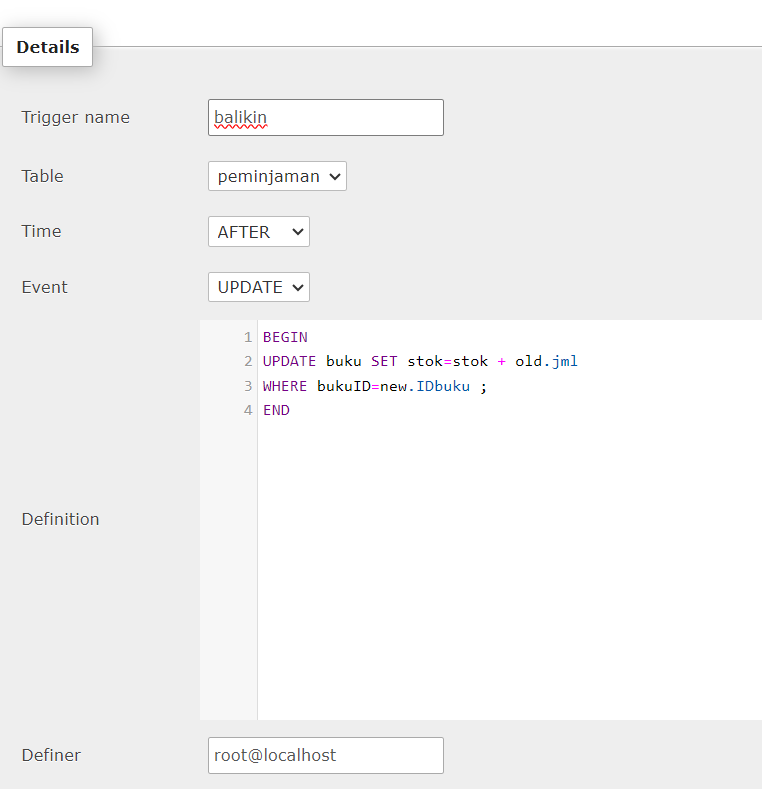 Details
Trigger name balikin
Table peminjaman
Time AFTER
Event UPDATE
1 BEGIN
2 UPDATE buku SET stok=stok + old.jml
3 WHERE bukuID=new.IDbuku ;
4 END
Definition
Definer root@localhost